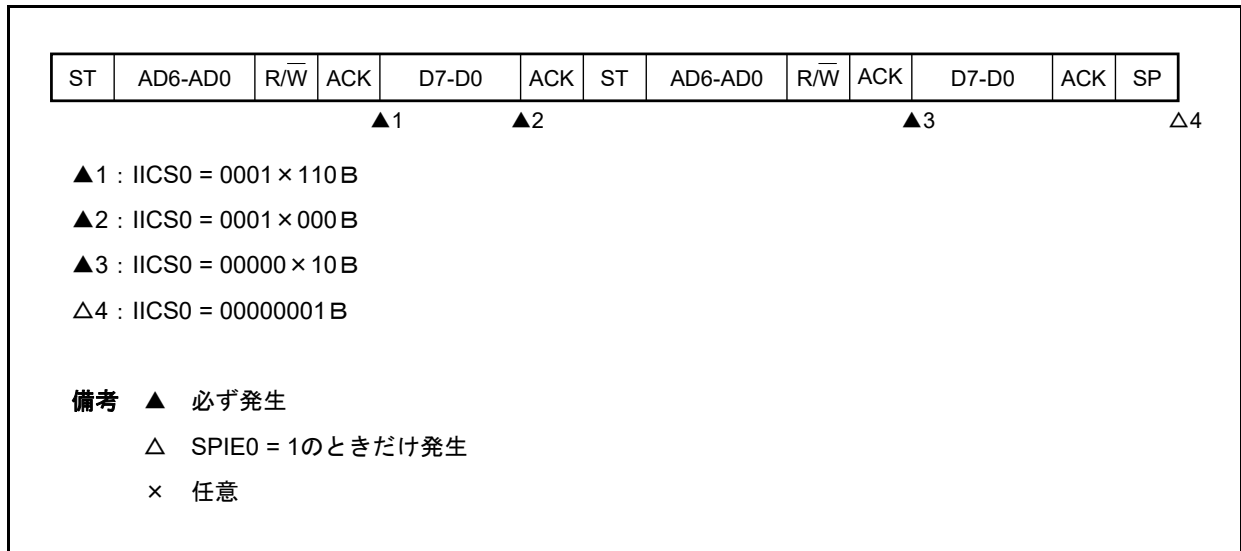 ST AD6-AD0 R/W̅ ACK D7-D0 ACK ST AD6-AD0 R/W̅ ACK D7-D0 ACK SP
▲1 ▲2 ▲3 △4
▲1：IICS0 = 0001×110B
▲2：IICS0 = 0001×000B
▲3：IICS0 = 00000×10B
△4：IICS0 = 00000001B
備考 ▲ 必ず発生
△ SPIE0 = 1のときだけ発生
× 任意